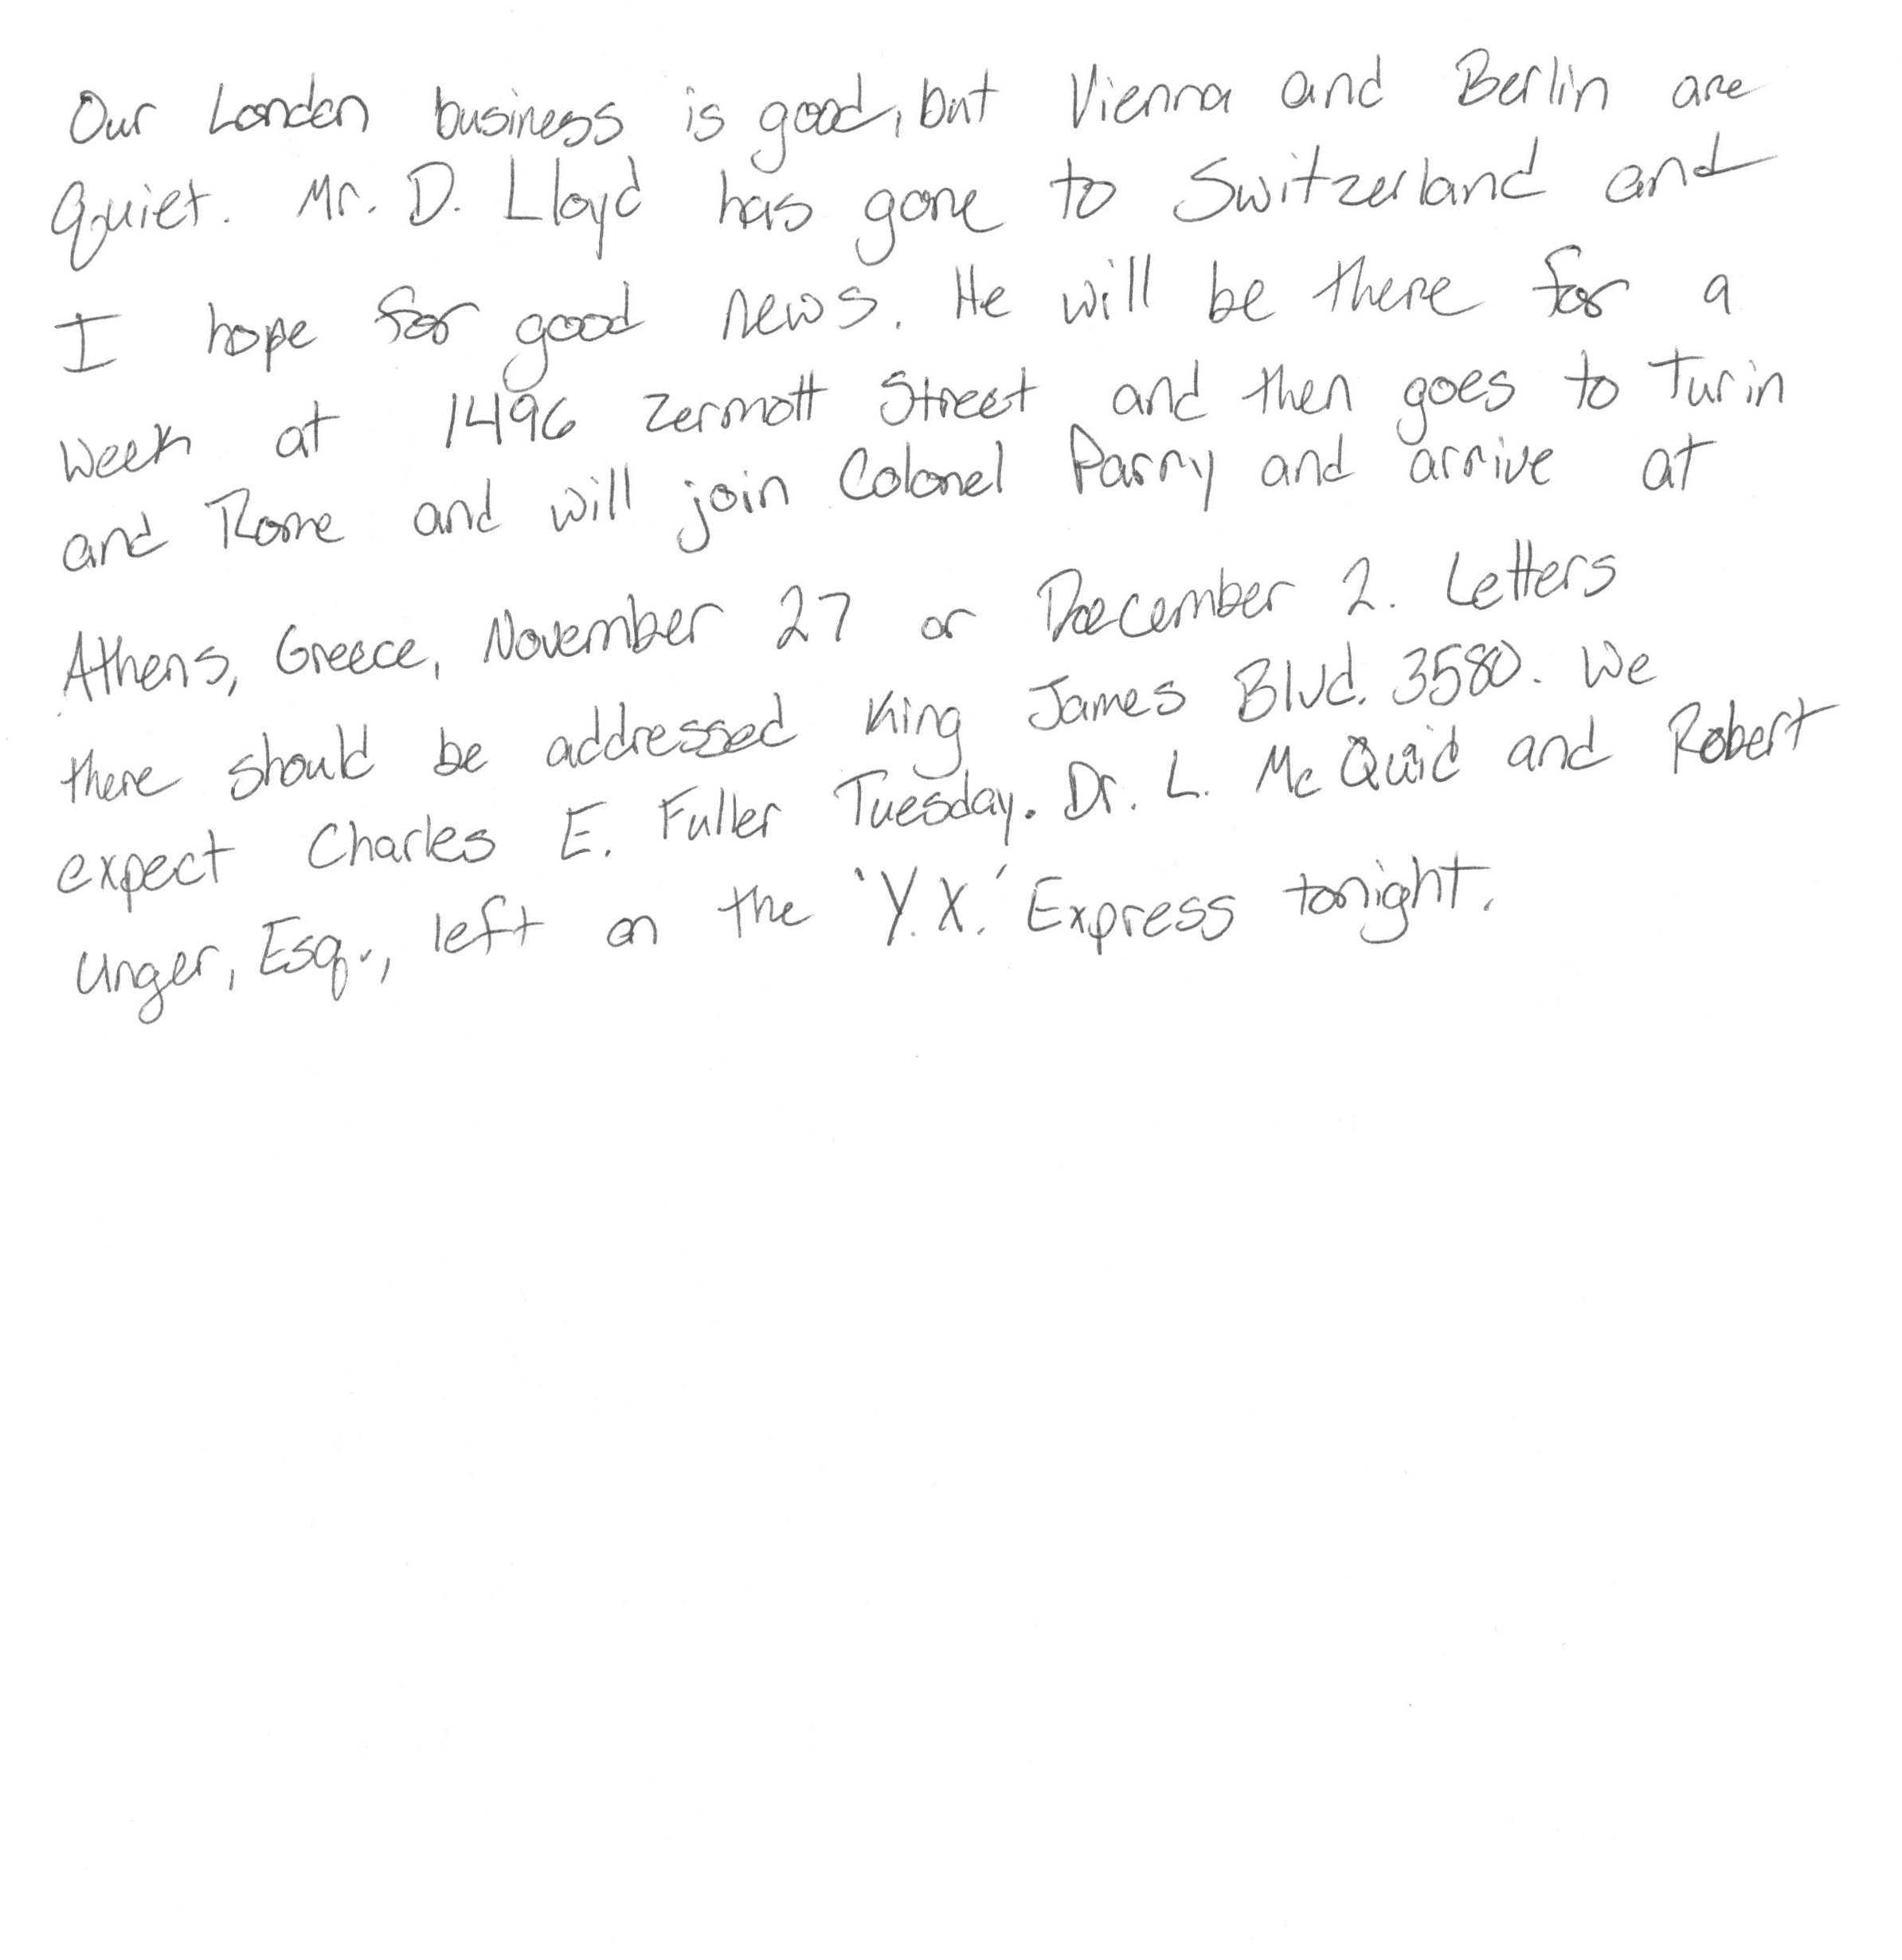 Our London business is good, but Vienna and Berlin are
quiet. Mr. D. Lloyd has gone to Switzerland and
I hope for good news. He will be there for a
week at 1496 Zermott Street and then goes to Turin
and Rome and will join Colonel Parry and arrive at
Athens, Greece, November 27 or December 2. Letters
there should be addressed King James Blvd. 3580. We
expect Charles E. Fuller Tuesday. Dr. L. McQuaid and Robert
Unger, Esq., left on the 'Y.X.' Express tonight.